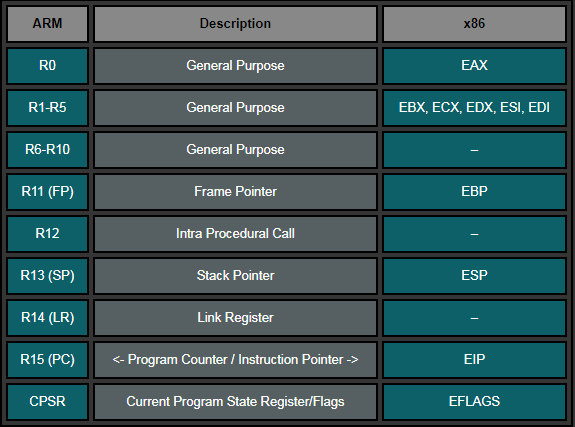 ARM Description x86
R0 General Purpose EAX
R1-R5 General Purpose EBX, ECX, EDX, ESI, EDI
R6-R10 General Purpose –
R11 (FP) Frame Pointer EBP
R12 Intra Procedural Call –
R13 (SP) Stack Pointer ESP
R14 (LR) Link Register –
R15 (PC) <- Program Counter / Instruction Pointer -> EIP
CPSR Current Program State Register/Flags EFLAGS